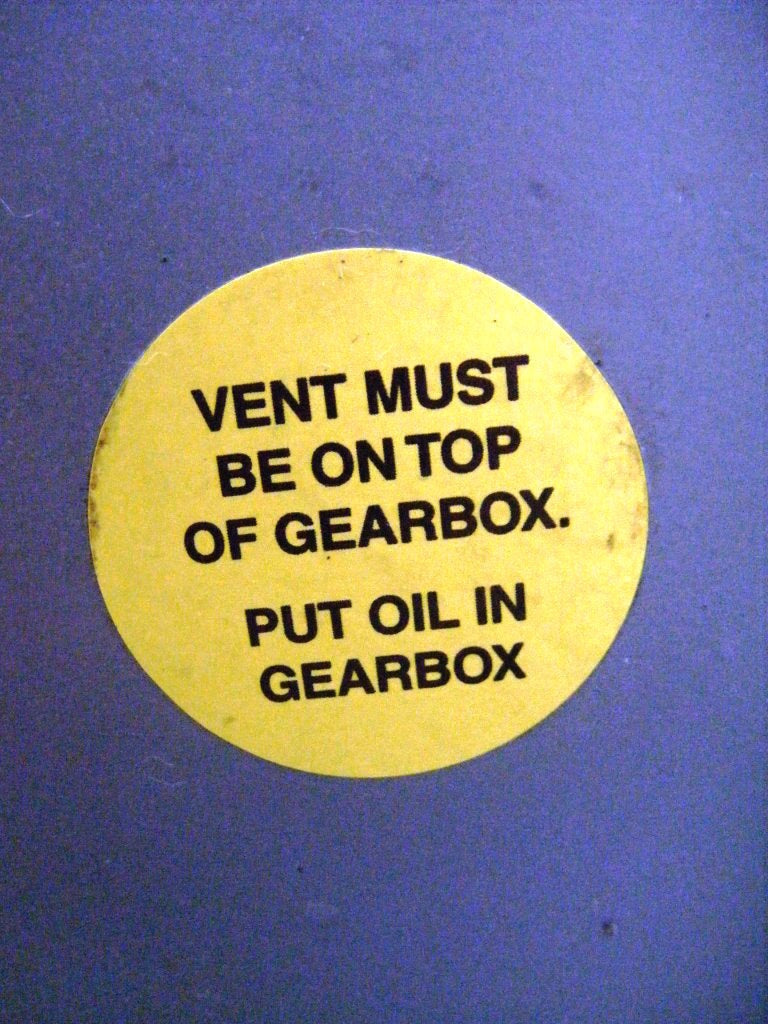 VENT MUST
BE ON TOP
OF GEARBOX.
PUT OIL IN
GEARBOX